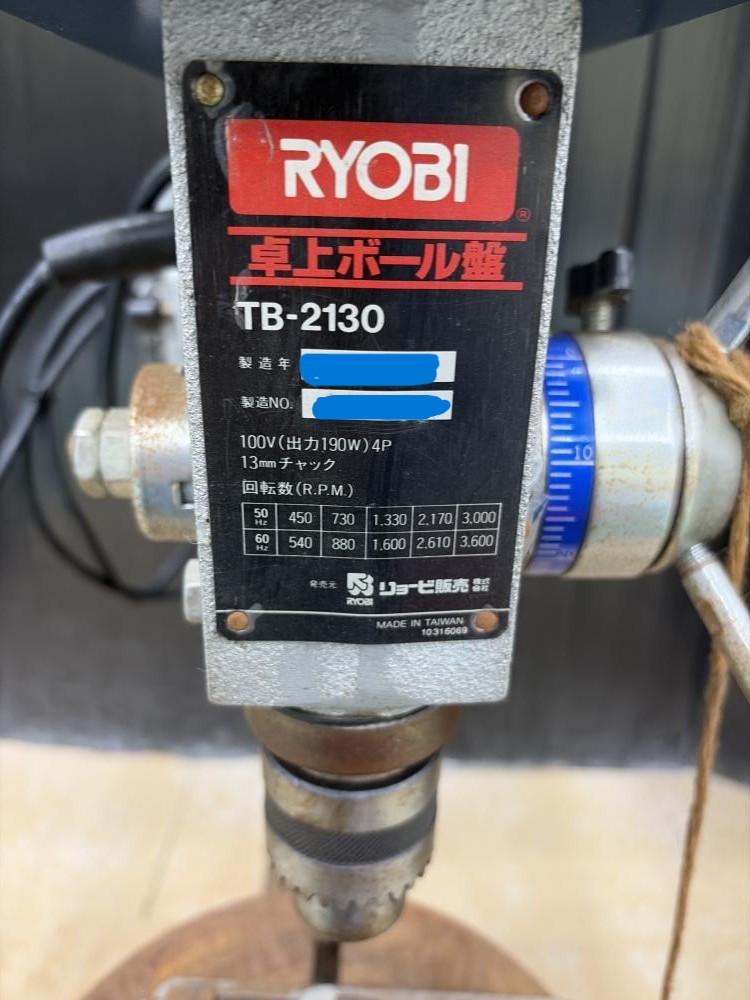 RYOBI
®
卓上ボール盤
TB-2130
製造年
製造NO.
100V(出力190W)4P
13mmチャック
回転数(R.P.M.)
50Hz 450 730 1.330 2.170 3.000
60Hz 540 880 1.600 2.610 3.600
発売元 RYOBI リョービ販売株式会社
MADE IN TAIWAN
10316069
10